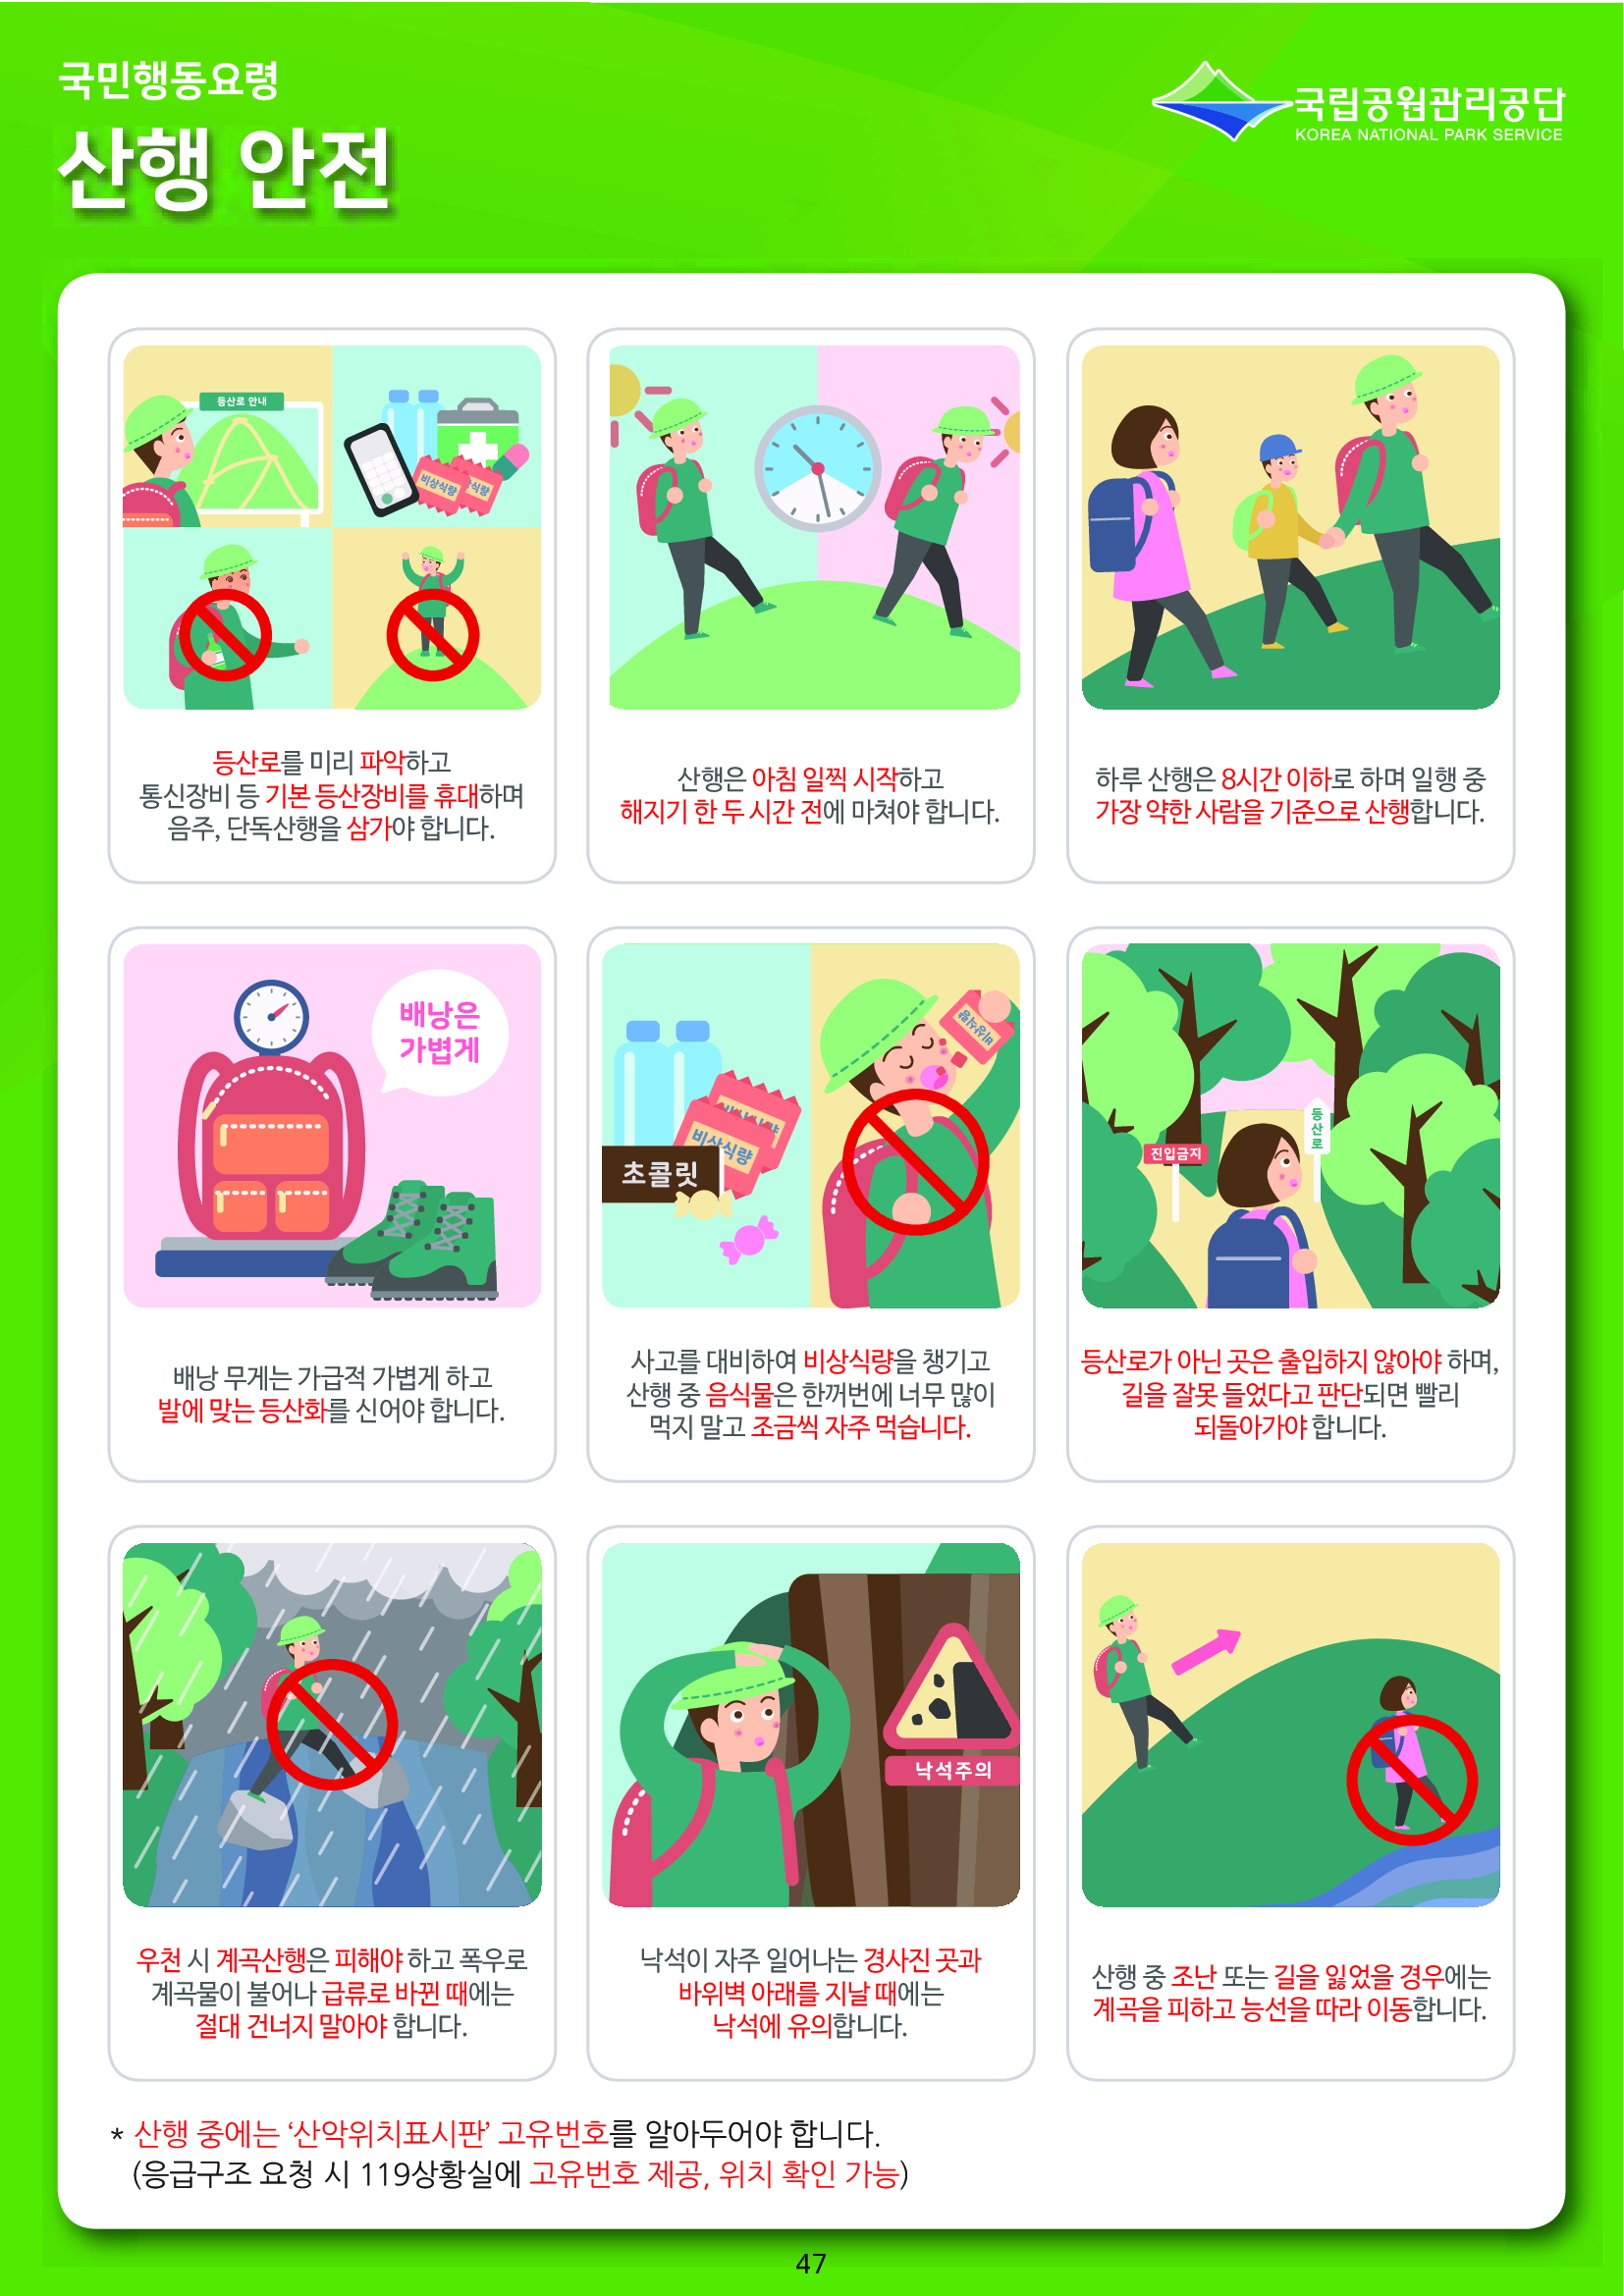 국민행동요령
산행 안전
국립공원관리공단
KOREA NATIONAL PARK SERVICE
등산로 안내
비상식량
상식량
등산로를 미리 파악하고
통신장비 등 기본 등산장비를 휴대하며
음주, 단독산행을 삼가야 합니다.
산행은 아침 일찍 시작하고
해지기 한 두 시간 전에 마쳐야 합니다.
하루 산행은 8시간 이하로 하며 일행 중
가장 약한 사람을 기준으로 산행합니다.
배낭은
가볍게
배낭 무게는 가급적 가볍게 하고
발에 맞는 등산화를 신어야 합니다.
비상식량
비상식량
초콜릿
비상식량
사고를 대비하여 비상식량을 챙기고
산행 중 음식물은 한꺼번에 너무 많이
먹지 말고 조금씩 자주 먹습니다.
진입금지
등산로
등산로가 아닌 곳은 출입하지 않아야 하며,
길을 잘못 들었다고 판단되면 빨리
되돌아가야 합니다.
우천 시 계곡산행은 피해야 하고 폭우로
계곡물이 불어나 급류로 바뀐 때에는
절대 건너지 말아야 합니다.
낙석주의
낙석이 자주 일어나는 경사진 곳과
바위벽 아래를 지날 때에는
낙석에 유의합니다.
산행 중 조난 또는 길을 잃었을 경우에는
계곡을 피하고 능선을 따라 이동합니다.
* 산행 중에는 ‘산악위치표시판’ 고유번호를 알아두어야 합니다.
(응급구조 요청 시 119상황실에 고유번호 제공, 위치 확인 가능)
47